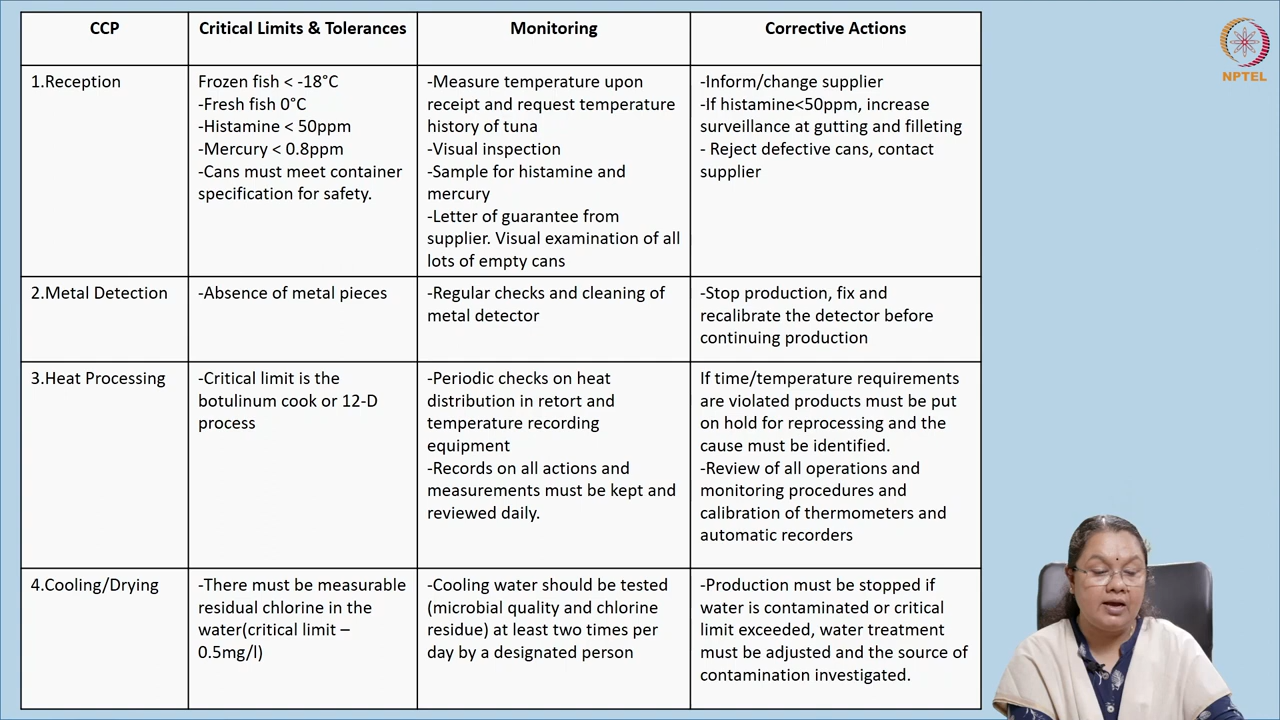 CCP
Critical Limits & Tolerances
Monitoring
Corrective Actions
1.Reception
Frozen fish < -18°C
-Fresh fish 0°C
-Histamine < 50ppm
-Mercury < 0.8ppm
-Cans must meet container
specification for safety.
-Measure temperature upon
receipt and request temperature
history of tuna
-Visual inspection
-Sample for histamine and
mercury
-Letter of guarantee from
supplier. Visual examination of all
lots of empty cans
-Inform/change supplier
-If histamine<50ppm, increase
surveillance at gutting and filleting
- Reject defective cans, contact
supplier
2.Metal Detection
-Absence of metal pieces
-Regular checks and cleaning of
metal detector
-Stop production, fix and
recalibrate the detector before
continuing production
3.Heat Processing
-Critical limit is the
botulinum cook or 12-D
process
-Periodic checks on heat
distribution in retort and
temperature recording
equipment
-Records on all actions and
measurements must be kept and
reviewed daily.
If time/temperature requirements
are violated products must be put
on hold for reprocessing and the
cause must be identified.
-Review of all operations and
monitoring procedures and
calibration of thermometers and
automatic recorders
4.Cooling/Drying
-There must be measurable
residual chlorine in the
water(critical limit –
0.5mg/l)
-Cooling water should be tested
(microbial quality and chlorine
residue) at least two times per
day by a designated person
-Production must be stopped if
water is contaminated or critical
limit exceeded, water treatment
must be adjusted and the source of
contamination investigated.
NPTEL